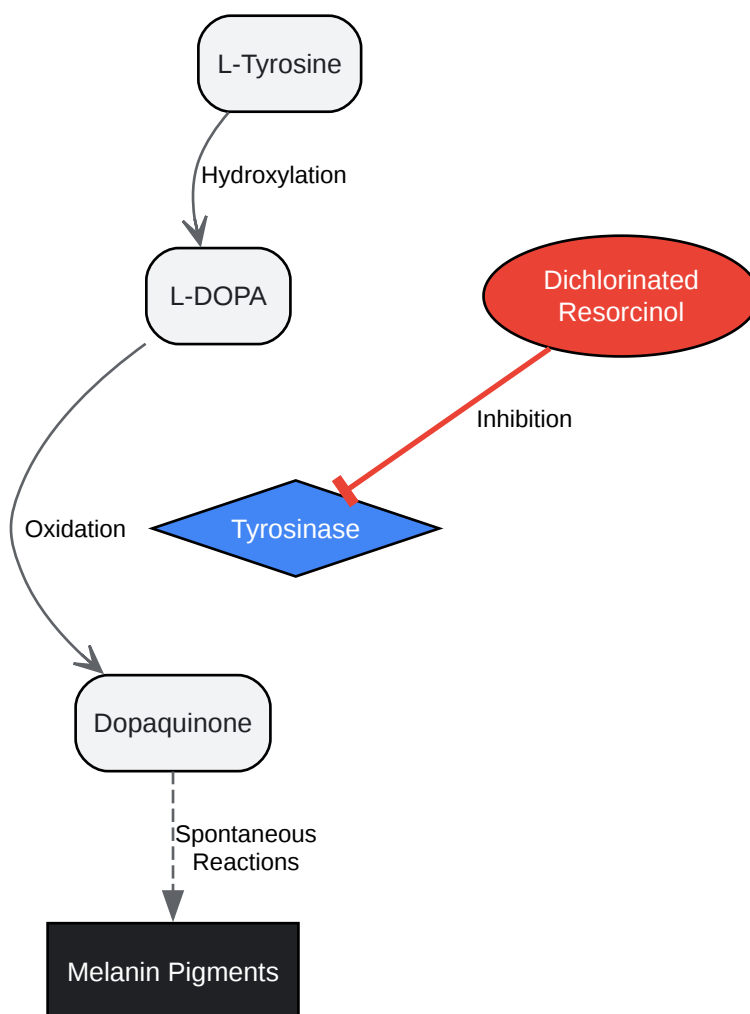 L-Tyrosine
Hydroxylation
L-DOPA
Dichlorinated
Resorcinol
Inhibition
Oxidation
Tyrosinase
Dopaquinone
Spontaneous
Reactions
Melanin Pigments